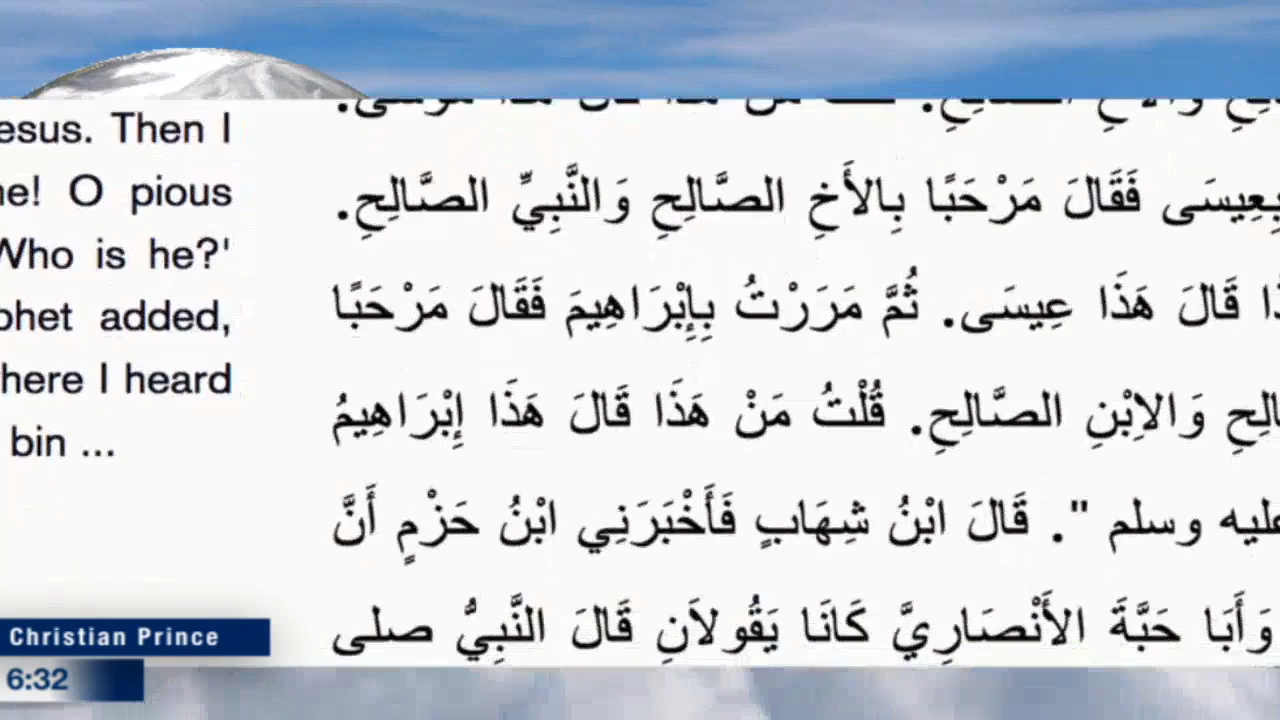 esus. Then I
ne! O pious
Who is he?'
phet added,
here I heard
bin ...
بِعِيسَى فَقَالَ مَرْحَبًا بِالأَخِ الصَّالِحِ وَالنَّبِيِّ الصَّالِحِ.
ذَا قَالَ هَذَا عِيسَى. ثُمَّ مَرَرْتُ بِإِبْرَاهِيمَ فَقَالَ مَرْحَبًا
الِحِ وَالاِبْنِ الصَّالِحِ. قُلْتُ مَنْ هَذَا قَالَ هَذَا إِبْرَاهِيمُ
عليه وسلم ". قَالَ ابْنُ شِهَابٍ فَأَخْبَرَنِي ابْنُ حَزْمٍ أَنَّ
وَأَبَا حَبَّةَ الأَنْصَارِيَّ كَانَا يَقُولاَنِ قَالَ النَّبِيُّ صلى
Christian Prince
6:32